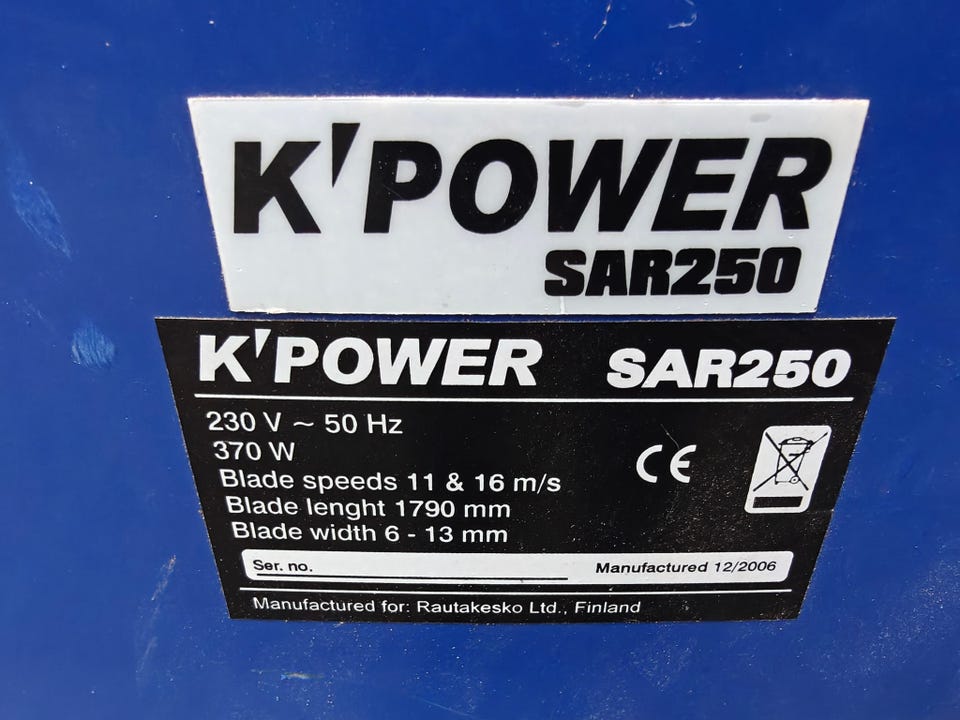 K'POWER
SAR250
K'POWER SAR250
230 V ~ 50 Hz
370 W
Blade speeds 11 & 16 m/s
Blade lenght 1790 mm
Blade width 6 - 13 mm
CE
Ser. no. Manufactured 12/2006
Manufactured for: Rautakesko Ltd., Finland